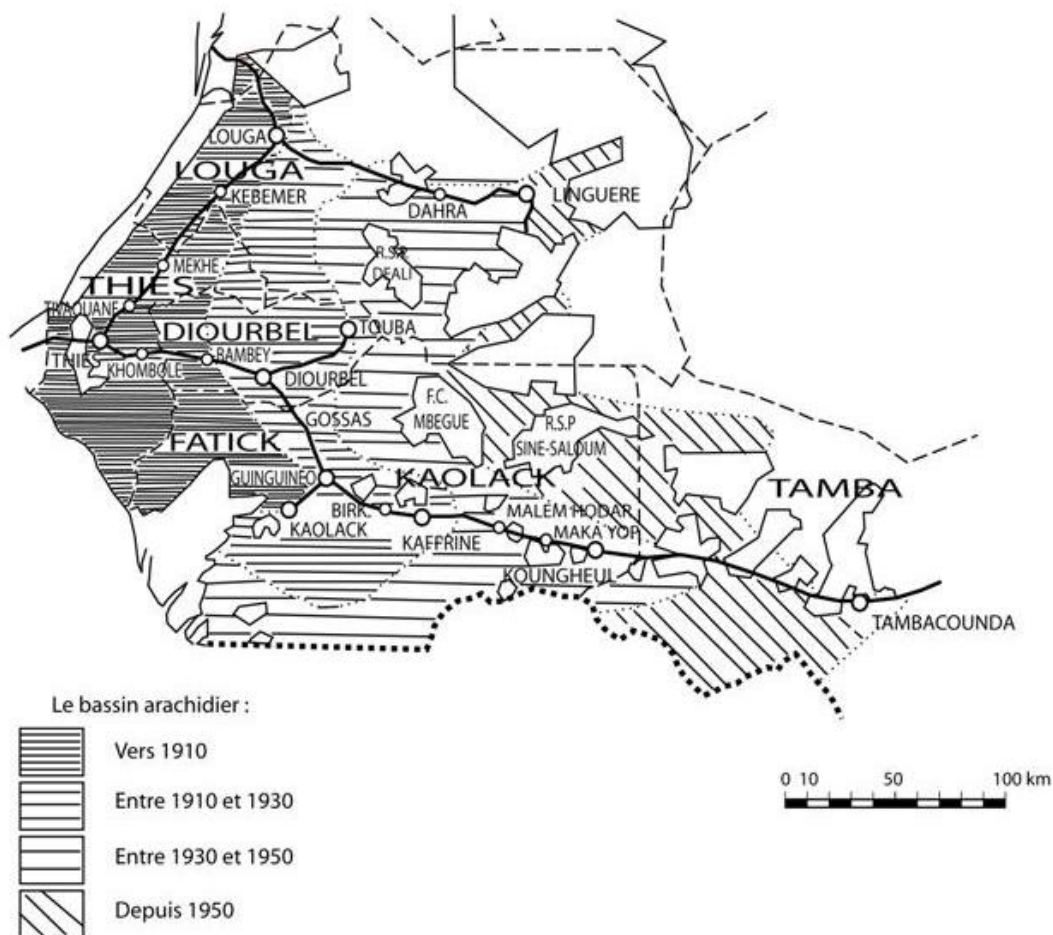 LOUGA
LOUGA
KEBEMER
DAHRA
LINGUERE
R.S.P.
DEALI
MEKHE
THIES
TIVAOUANE
DIOURBEL
TOUBA
THIES
KHOMBOLE
BAMBEY
DIOURBEL
F.C.
MBEGUE
GOSSAS
R.S.P
SINE-SALOUM
FATICK
GUINGUINEO
KAOLACK
TAMBA
BIRK.
MALEM HODAR
KAOLACK
KAFFRINE
MAKA YOP
KOUNGHEUL
TAMBACOUNDA
Le bassin arachidier :
Vers 1910
Entre 1910 et 1930
Entre 1930 et 1950
Depuis 1950
0 10 50 100 km